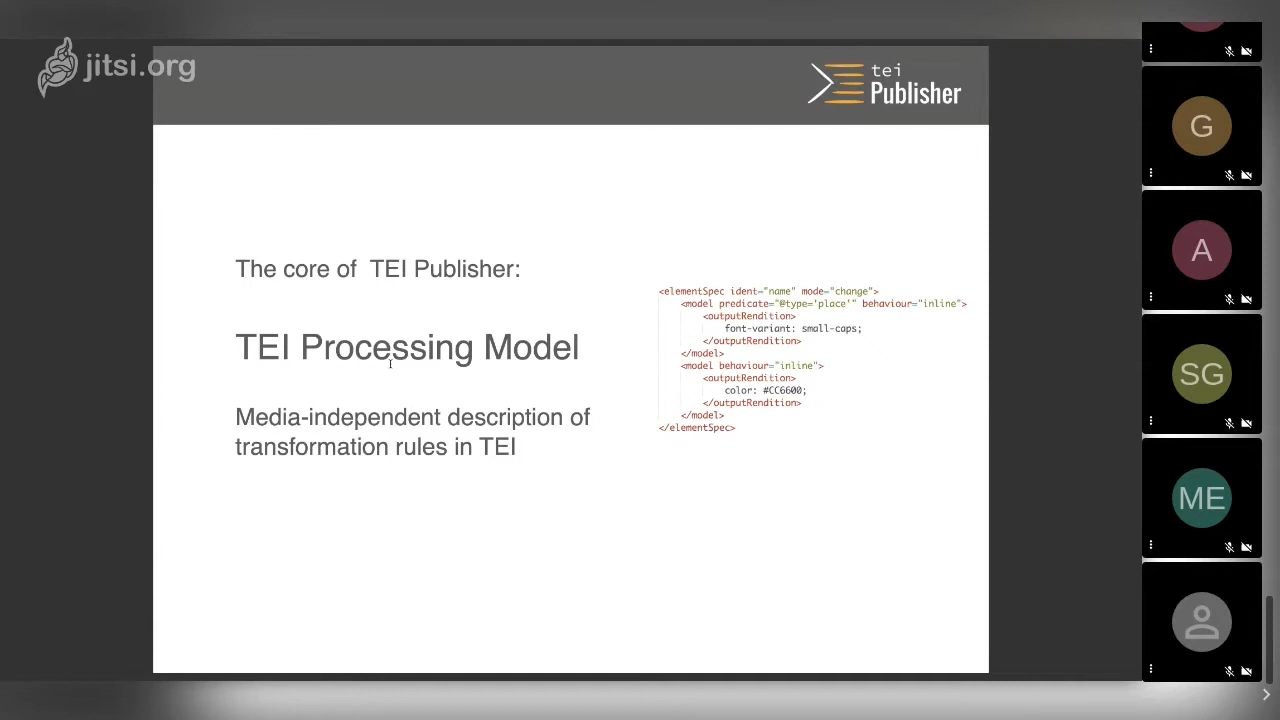 jitsi.org
tei
Publisher
The core of  TEI Publisher:
TEI Processing Model
Media-independent description of
transformation rules in TEI
<elementSpec ident="name" mode="change">
<model predicate="@type='place'" behaviour="inline">
<outputRendition>
font-variant: small-caps;
</outputRendition>
</model>
<model behaviour="inline">
<outputRendition>
color: #CC6600;
</outputRendition>
</model>
</elementSpec>
G
A
SG
ME